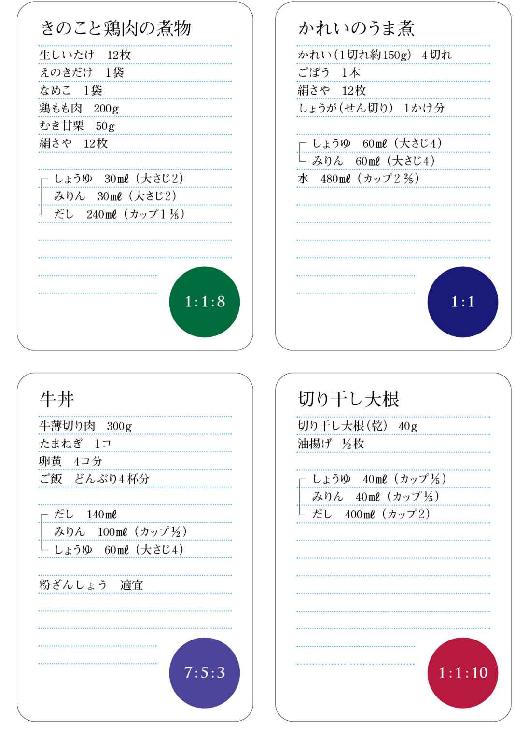 きのこと鶏肉の煮物
生しいたけ　12枚
えのきだけ　1袋
なめこ　1袋
鶏もも肉　200g
むき甘栗　50g
絹さや　12枚
しょうゆ　30mℓ（大さじ2）
みりん　30mℓ（大さじ2）
だし　240mℓ（カップ1⅕）
1:1:8
かれいのうま煮
かれい（1切れ約150g）　4切れ
ごぼう　1本
絹さや　12枚
しょうが（せん切り）　1かけ分
しょうゆ　60mℓ（大さじ4）
みりん　60mℓ（大さじ4）
水　480mℓ（カップ2⅖）
1:1
牛丼
牛薄切り肉　300g
たまねぎ　1コ
卵黄　4コ分
ご飯　どんぶり4杯分
だし　140mℓ
みりん　100mℓ（カップ½）
しょうゆ　60mℓ（大さじ4）
粉ざんしょう　適宜
7:5:3
切り干し大根
切り干し大根（乾）　40g
油揚げ　½枚
しょうゆ　40mℓ（カップ⅕）
みりん　40mℓ（カップ⅕）
だし　400mℓ（カップ2）
1:1:10